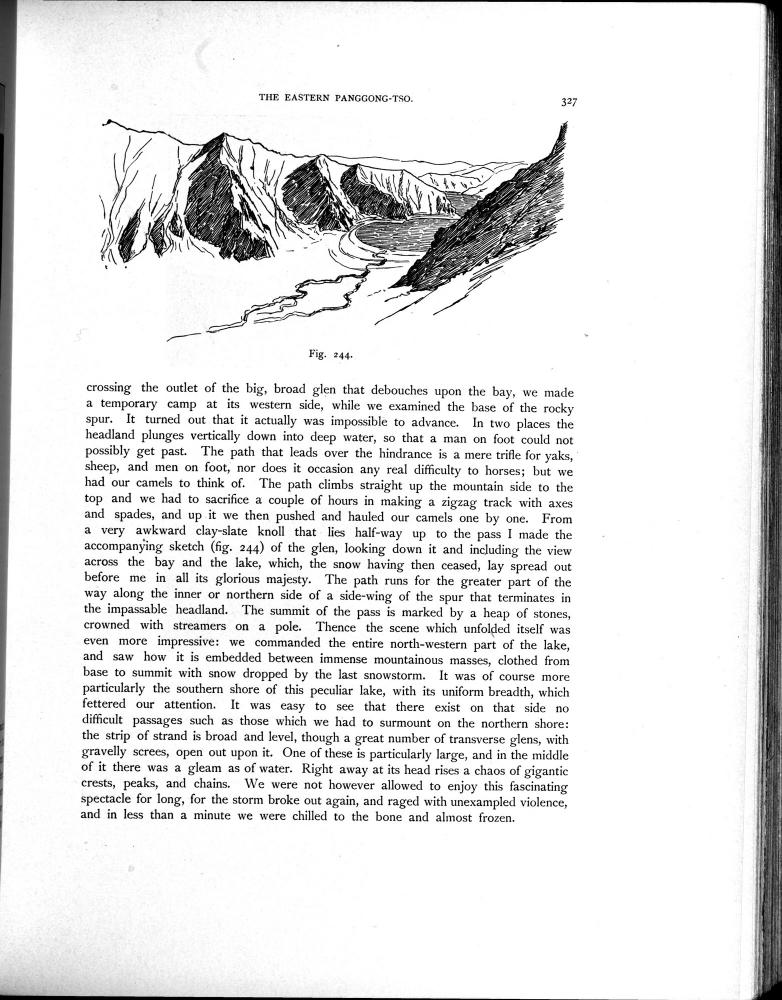 THE EASTERN PANGGONG-TSO.
327
Fig. 244.
crossing the outlet of the big, broad glen that debouches upon the bay, we made
a temporary camp at its western side, while we examined the base of the rocky
spur. It turned out that it actually was impossible to advance. In two places the
headland plunges vertically down into deep water, so that a man on foot could not
possibly get past. The path that leads over the hindrance is a mere trifle for yaks,
sheep, and men on foot, nor does it occasion any real difficulty to horses; but we
had our camels to think of. The path climbs straight up the mountain side to the
top and we had to sacrifice a couple of hours in making a zigzag track with axes
and spades, and up it we then pushed and hauled our camels one by one. From
a very awkward clay-slate knoll that lies half-way up to the pass I made the
accompanying sketch (fig. 244) of the glen, looking down it and including the view
across the bay and the lake, which, the snow having then ceased, lay spread out
before me in all its glorious majesty. The path runs for the greater part of the
way along the inner or northern side of a side-wing of the spur that terminates in
the impassable headland. The summit of the pass is marked by a heap of stones,
crowned with streamers on a pole. Thence the scene which unfolded itself was
even more impressive: we commanded the entire north-western part of the lake,
and saw how it is embedded between immense mountainous masses, clothed from
base to summit with snow dropped by the last snowstorm. It was of course more
particularly the southern shore of this peculiar lake, with its uniform breadth, which
fettered our attention. It was easy to see that there exist on that side no
difficult passages such as those which we had to surmount on the northern shore:
the strip of strand is broad and level, though a great number of transverse glens, with
gravelly screes, open out upon it. One of these is particularly large, and in the middle
of it there was a gleam as of water. Right away at its head rises a chaos of gigantic
crests, peaks, and chains. We were not however allowed to enjoy this fascinating
spectacle for long, for the storm broke out again, and raged with unexampled violence,
and in less than a minute we were chilled to the bone and almost frozen.